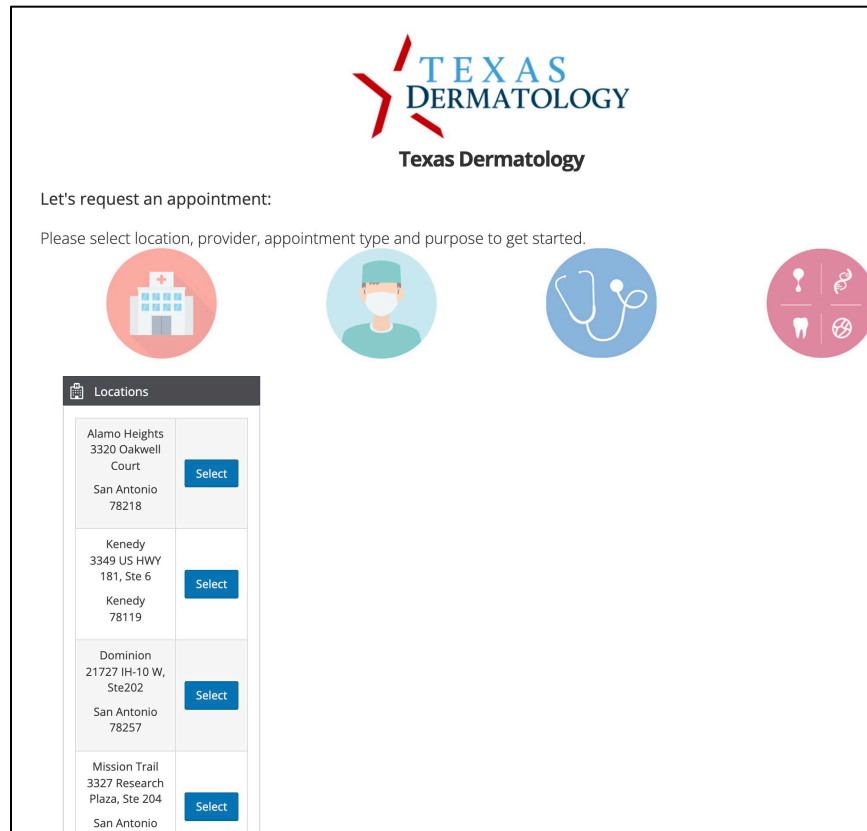 TEXAS
DERMATOLOGY
Texas Dermatology
Let's request an appointment:
Please select location, provider, appointment type and purpose to get started.
Locations
Alamo Heights
3320 Oakwell
Court
San Antonio
78218
Select
Kenedy
3349 US HWY
181, Ste 6
Kenedy
78119
Select
Dominion
21727 IH-10 W,
Ste202
San Antonio
78257
Select
Mission Trail
3327 Research
Plaza, Ste 204
San Antonio
Select